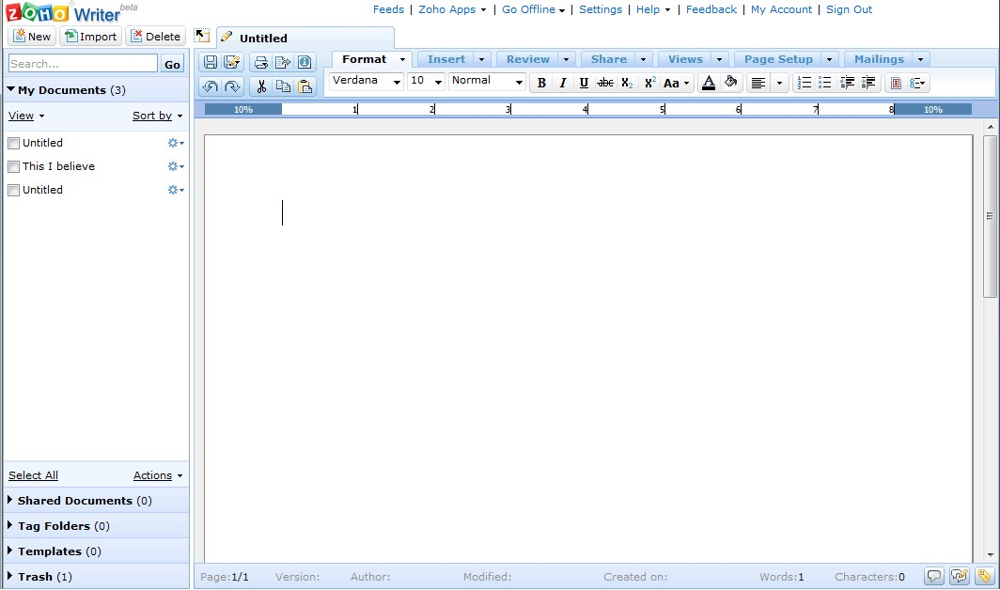 ZOHO Writer beta
Feeds | Zoho Apps | Go Offline | Settings | Help | Feedback | My Account | Sign Out
New Import Delete
Untitled
Search... Go
Format Insert Review Share Views Page Setup Mailings
Verdana 10 Normal B I U abc X2 X2 Aa A
My Documents (3)
10% 1 2 3 4 5 6 7 8 10%
View Sort by
Untitled
This I believe
Untitled
Select All Actions
Shared Documents (0)
Tag Folders (0)
Templates (0)
Trash (1)
Page:1/1 Version: Author: Modified: Created on: Words:1 Characters:0